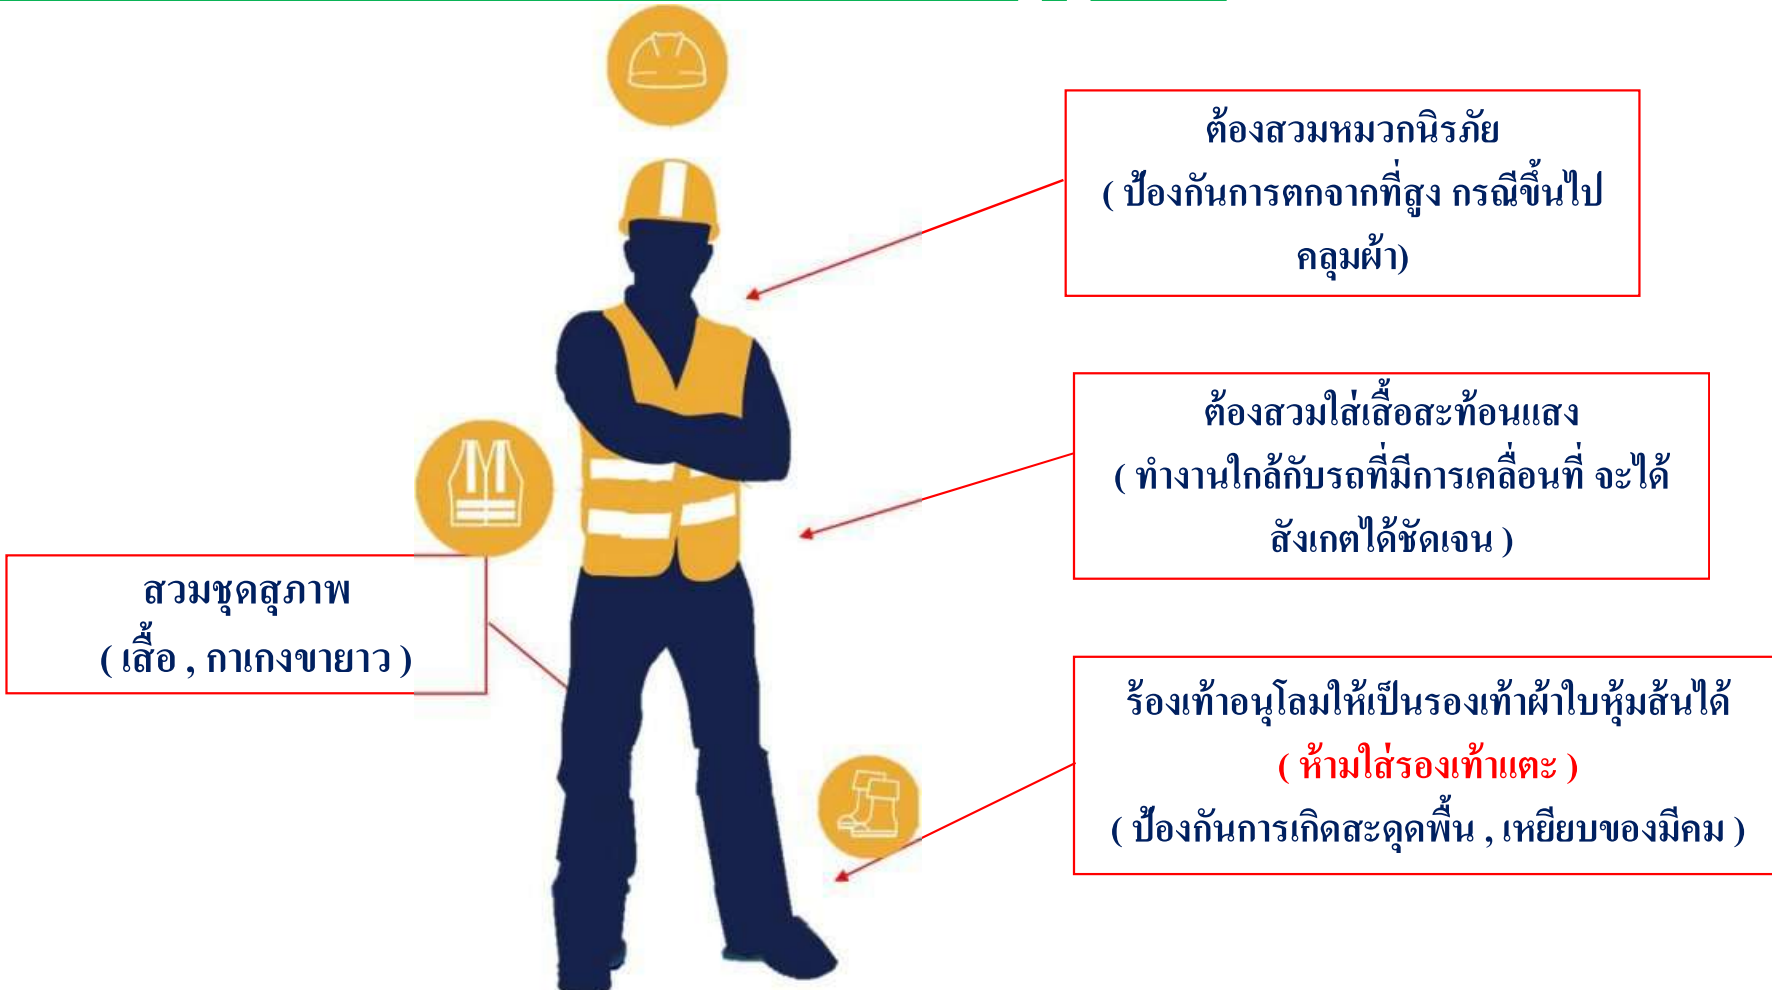 ต้องสวมหมวกนิรภัย
( ป้องกันการตกจากที่สูง กรณีขึ้นไป
คลุมผ้า)
ต้องสวมใส่เสื้อสะท้อนแสง
( ทำงานใกล้กับรถที่มีการเคลื่อนที่ จะได้
สังเกตได้ชัดเจน )
สวมชุดสุภาพ
( เสื้อ , กาเกงขายาว )
ร้องเท้าอนุโลมให้เป็นรองเท้าผ้าใบหุ้มส้นได้
( ห้ามใส่รองเท้าแตะ )
( ป้องกันการเกิดสะดุดพื้น , เหยียบของมีคม )